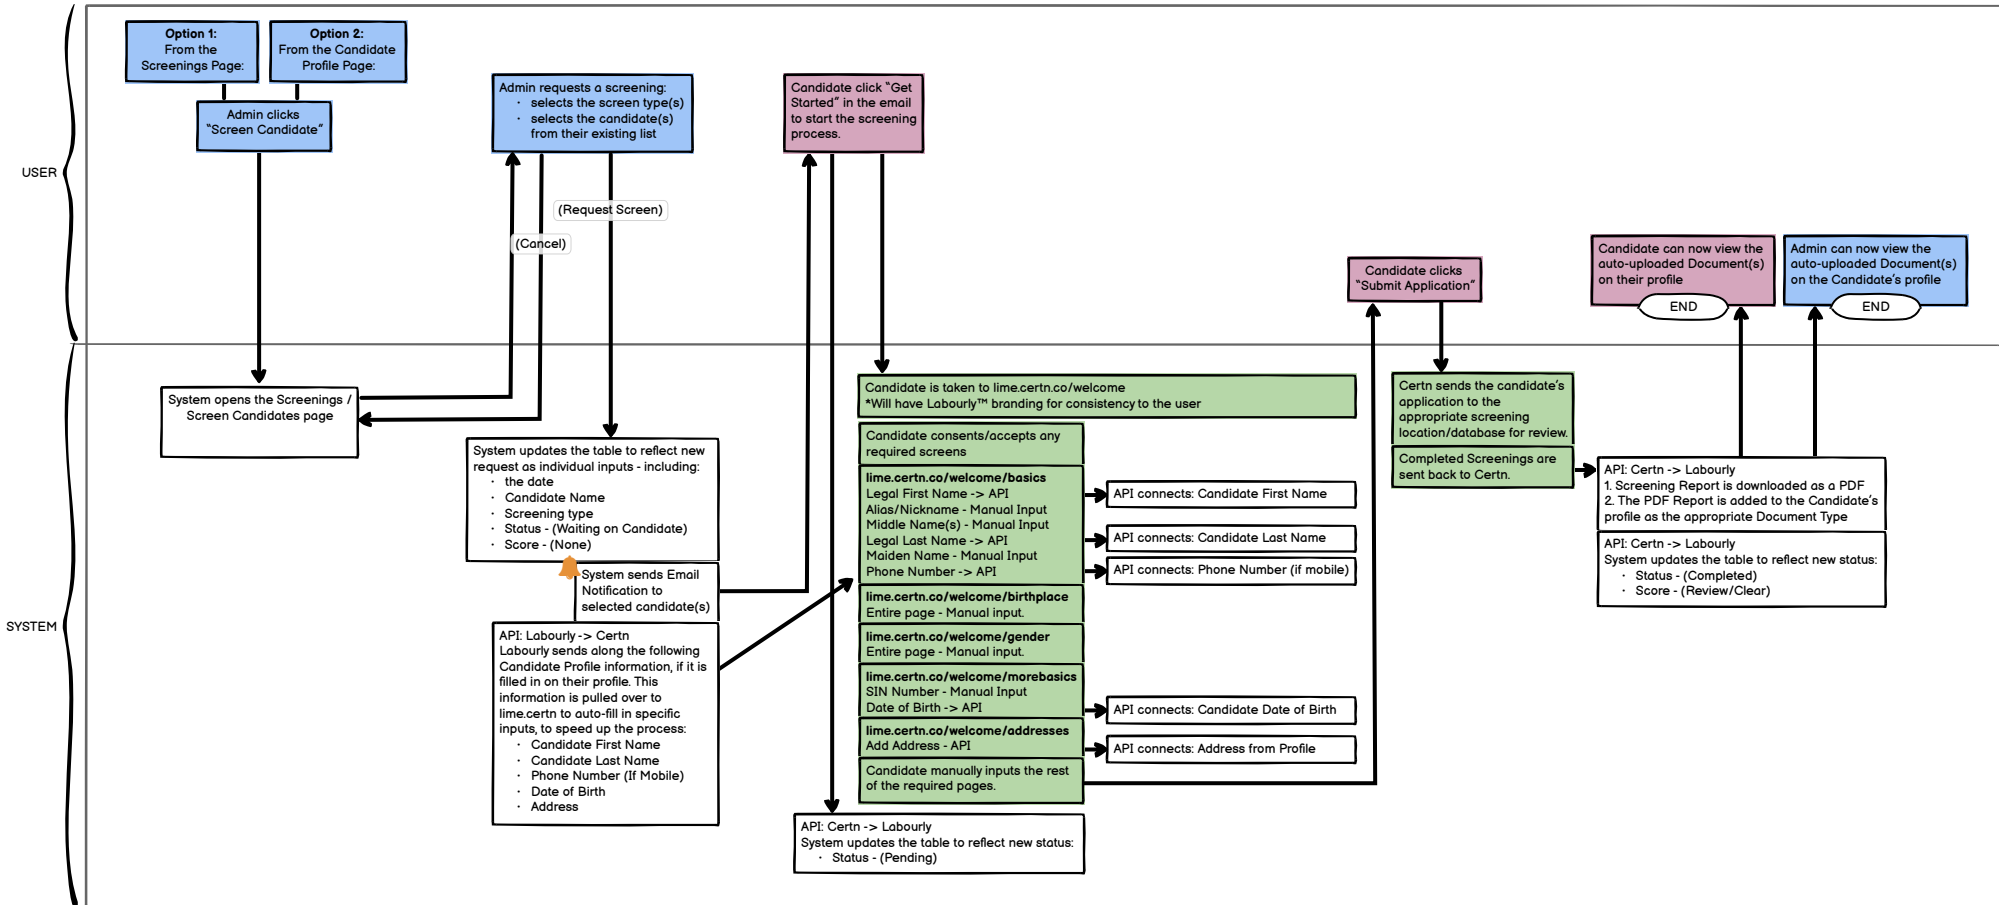 Option 1:
From the
Screenings Page:
Option 2:
From the Candidate
Profile Page:
Admin clicks
“Screen Candidate”
USER
Admin requests a screening:
· selects the screen type(s)
· selects the candidate(s)
from their existing list
(Request Screen)
(Cancel)
Candidate click “Get
Started” in the email
to start the screening
process.
Candidate clicks
“Submit Application”
Candidate can now view the
auto-uploaded Document(s)
on their profile
END
Admin can now view the
auto-uploaded Document(s)
on the Candidate’s profile
END
SYSTEM
System opens the Screenings /
Screen Candidates page
System updates the table to reflect new
request as individual inputs - including:
· the date
· Candidate Name
· Screening type
· Status - (Waiting on Candidate)
· Score - (None)
System sends Email
Notification to
selected candidate(s)
API: Labourly -> Certn
Labourly sends along the following
Candidate Profile information, if it is
filled in on their profile. This
information is pulled over to
lime.certn to auto-fill in specific
inputs, to speed up the process:
· Candidate First Name
· Candidate Last Name
· Phone Number (If Mobile)
· Date of Birth
· Address
Candidate is taken to lime.certn.co/welcome
*Will have Labourly™ branding for consistency to the user
Candidate consents/accepts any
required screens
lime.certn.co/welcome/basics
Legal First Name -> API
Alias/Nickname - Manual Input
Middle Name(s) - Manual Input
Legal Last Name -> API
Maiden Name - Manual Input
Phone Number -> API
API connects: Candidate First Name
API connects: Candidate Last Name
API connects: Phone Number (if mobile)
lime.certn.co/welcome/birthplace
Entire page - Manual input.
lime.certn.co/welcome/gender
Entire page - Manual input.
lime.certn.co/welcome/morebasics
SIN Number - Manual Input
Date of Birth -> API
API connects: Candidate Date of Birth
lime.certn.co/welcome/addresses
Add Address - API
API connects: Address from Profile
Candidate manually inputs the rest
of the required pages.
API: Certn -> Labourly
System updates the table to reflect new status:
· Status - (Pending)
Certn sends the candidate’s
application to the
appropriate screening
location/database for review.
Completed Screenings are
sent back to Certn.
API: Certn -> Labourly
1. Screening Report is downloaded as a PDF
2. The PDF Report is added to the Candidate’s
profile as the appropriate Document Type
API: Certn -> Labourly
System updates the table to reflect new status:
· Status - (Completed)
· Score - (Review/Clear)